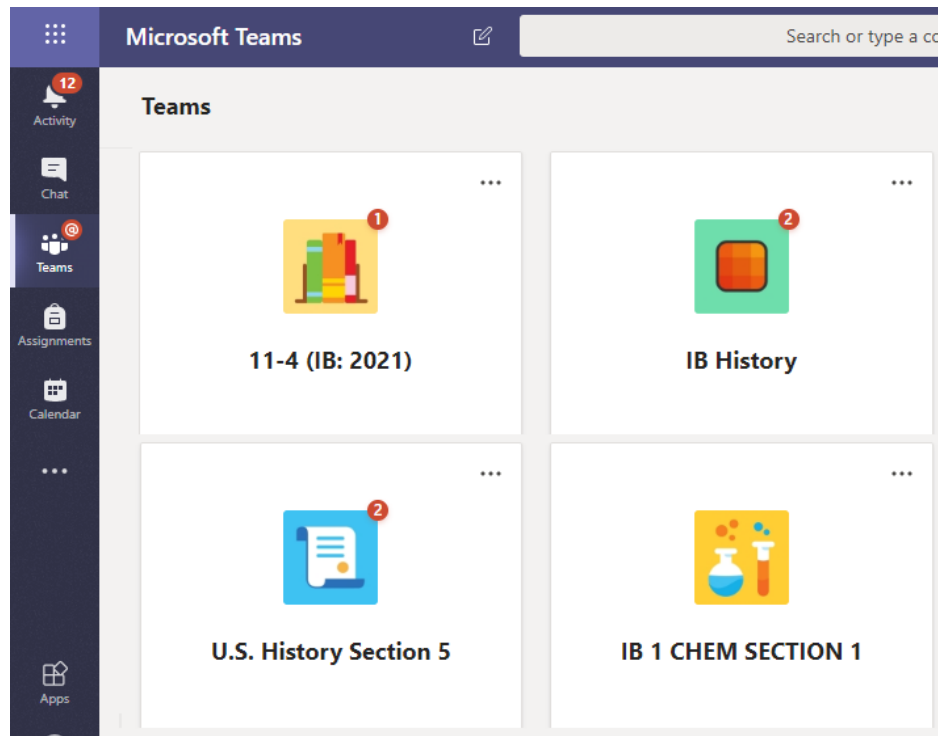 Microsoft Teams
Search or type a co
12
Activity
Chat
@
Teams
Assignments
Calendar
Apps
Teams
1
11-4 (IB: 2021)
2
IB History
2
U.S. History Section 5
IB 1 CHEM SECTION 1